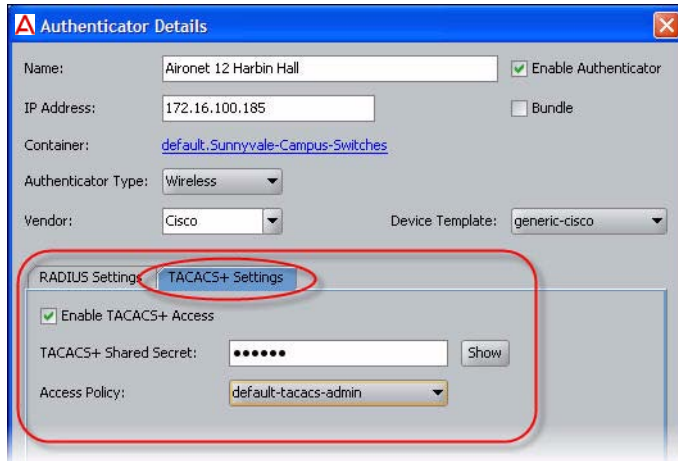 Authenticator Details
Name: Aironet 12 Harbin Hall Enable Authenticator
IP Address: 172.16.100.185 Bundle
Container: default.Sunnyvale-Campus-Switches
Authenticator Type: Wireless
Vendor: Cisco Device Template: generic-cisco
RADIUS Settings TACACS+ Settings
Enable TACACS+ Access
TACACS+ Shared Secret: ●●●●●● Show
Access Policy: default-tacacs-admin